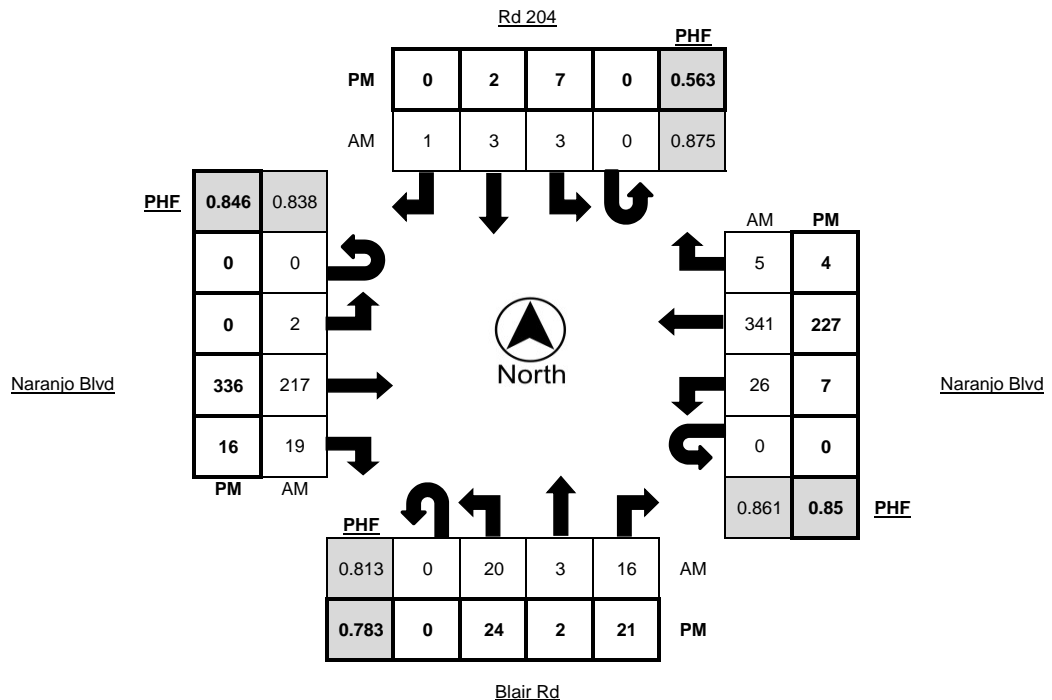 Rd 204
PHF
PM 0 2 7 0 0.563
AM 1 3 3 0 0.875
PHF 0.846 0.838
0 0
0 2
336 217
16 19
PM AM
Naranjo Blvd
North
AM PM
5 4
341 227
26 7
0 0
0.861 0.85 PHF
Naranjo Blvd
PHF
0.813 0 20 3 16 AM
0.783 0 24 2 21 PM
Blair Rd